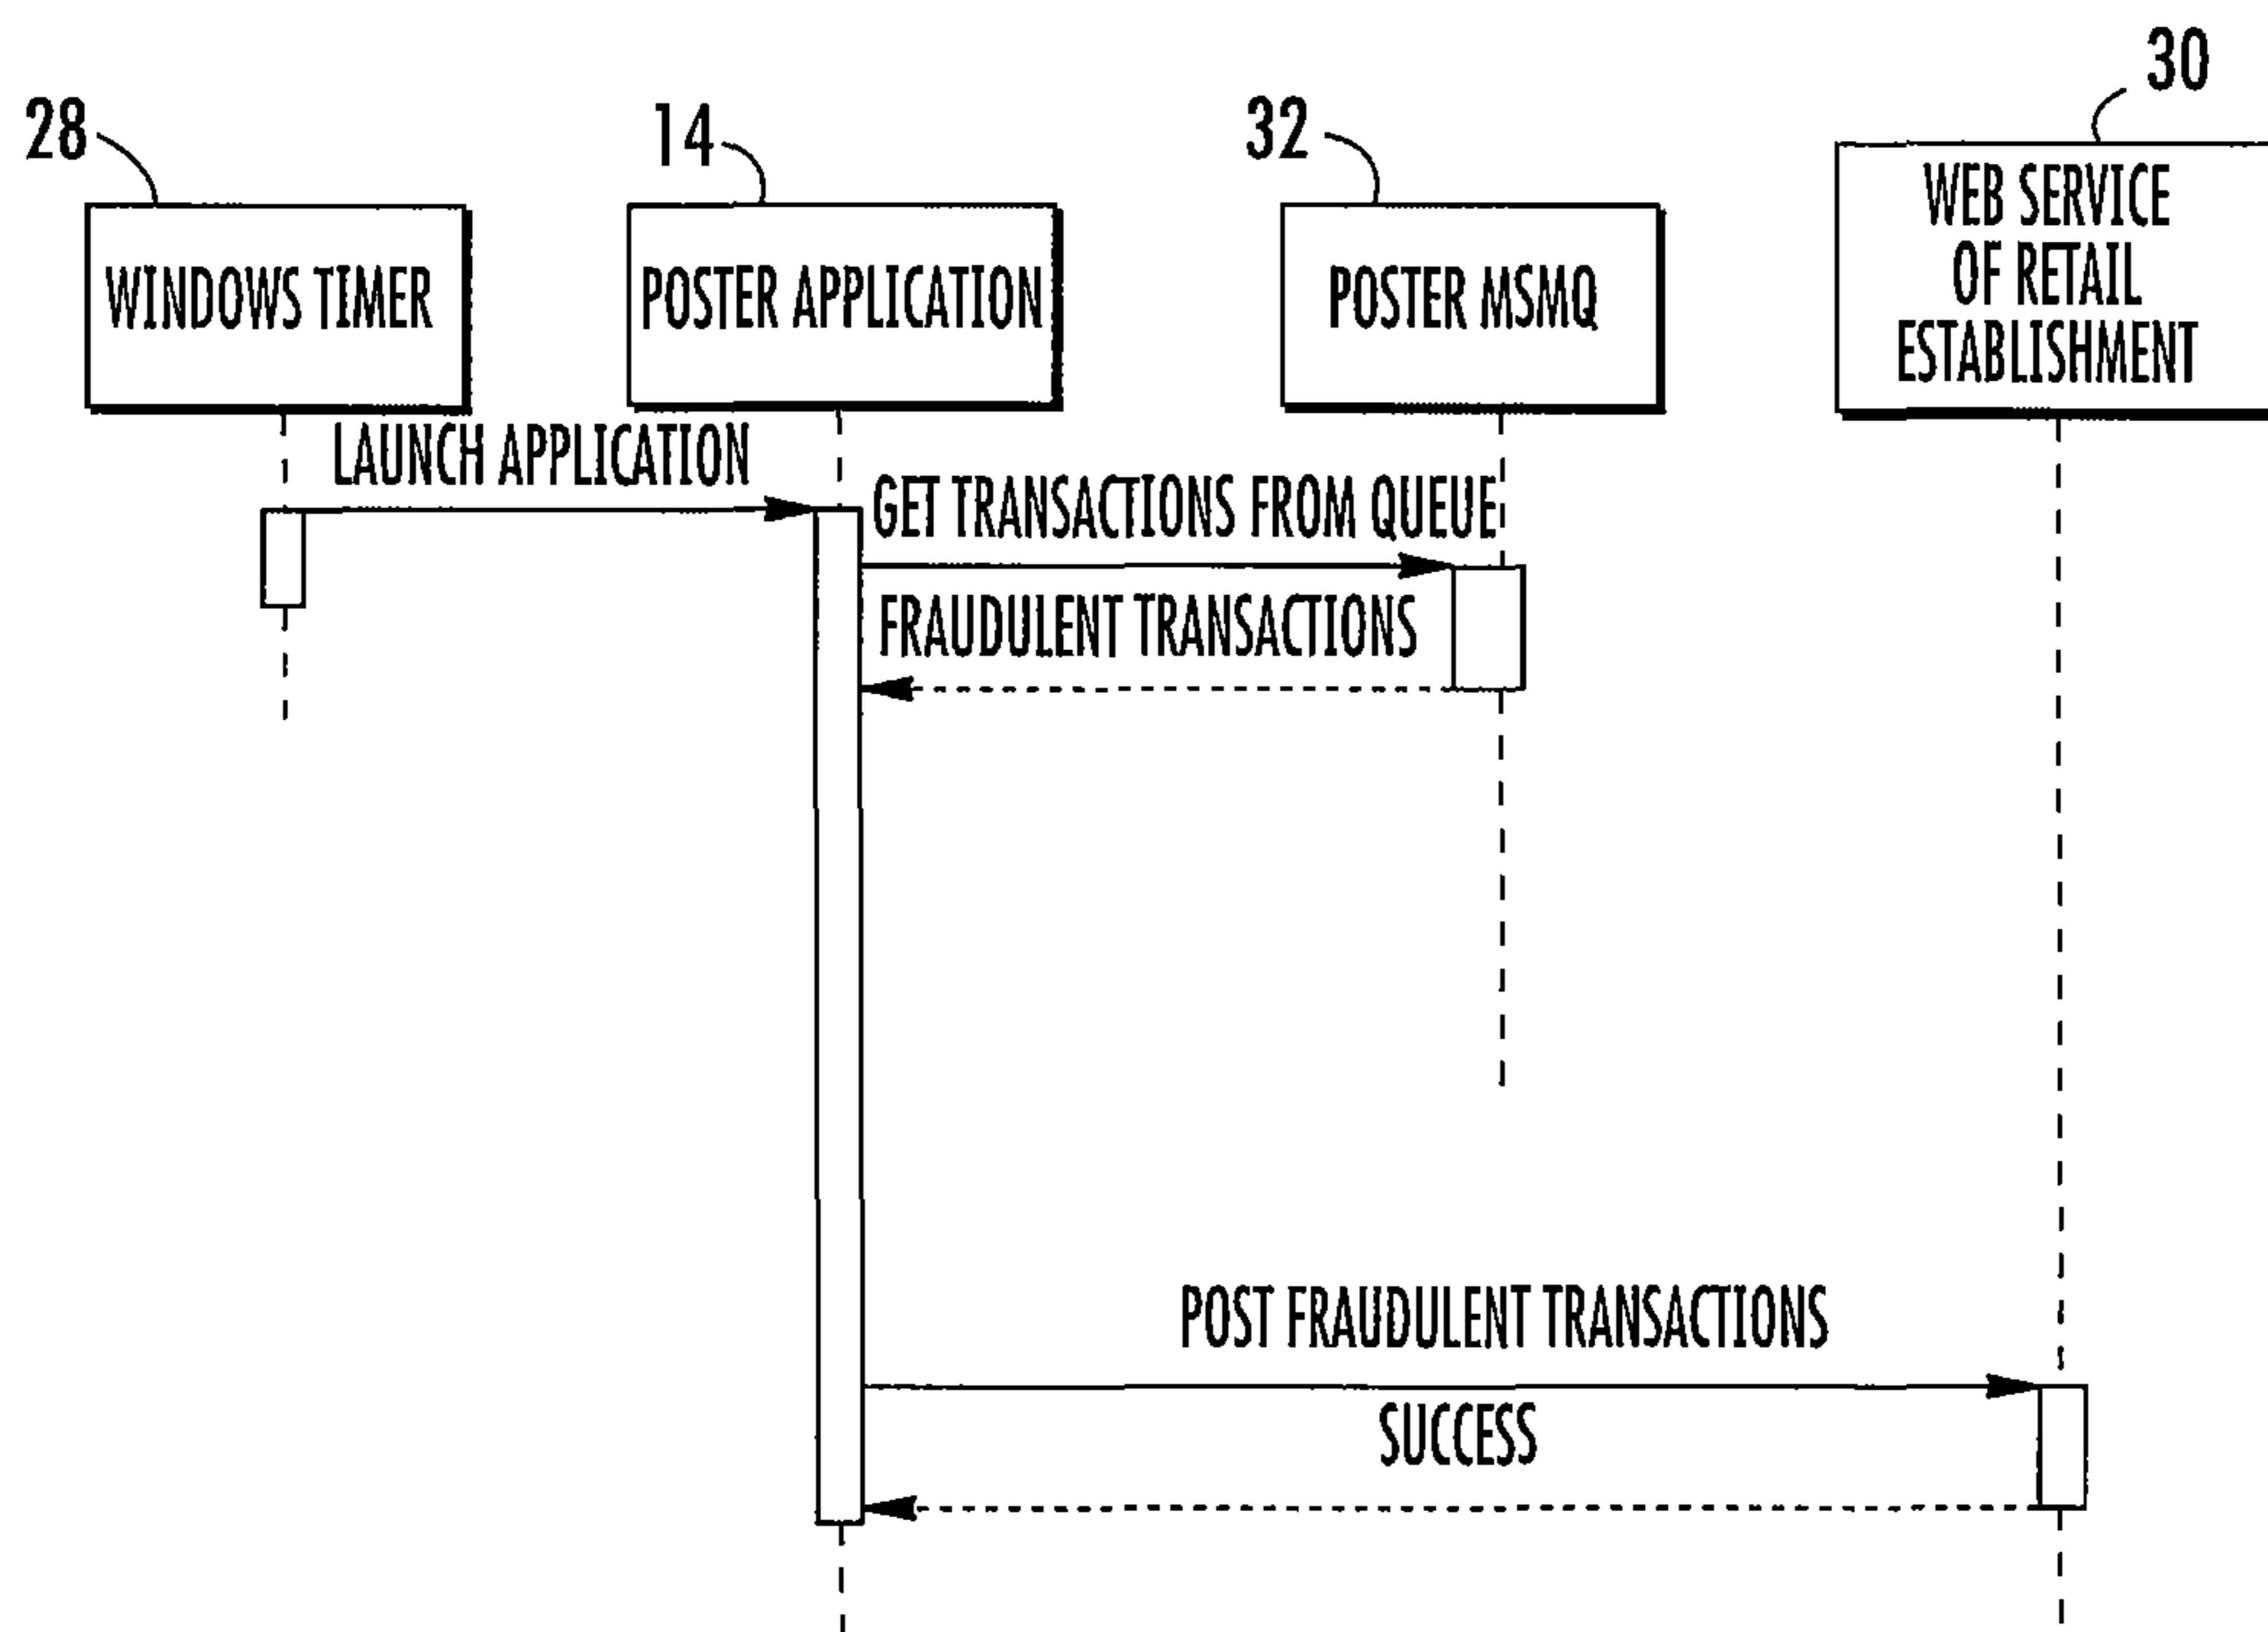 30
28
14
32
WEB SERVICE
OF RETAIL
ESTABLISHMENT
WINDOWS TIMER
POSTER APPLICATION
POSTER MSMQ
LAUNCH APPLICATION
GET TRANSACTIONS FROM QUEUE
FRAUDULENT TRANSACTIONS
POST FRAUDULENT TRANSACTIONS
SUCCESS